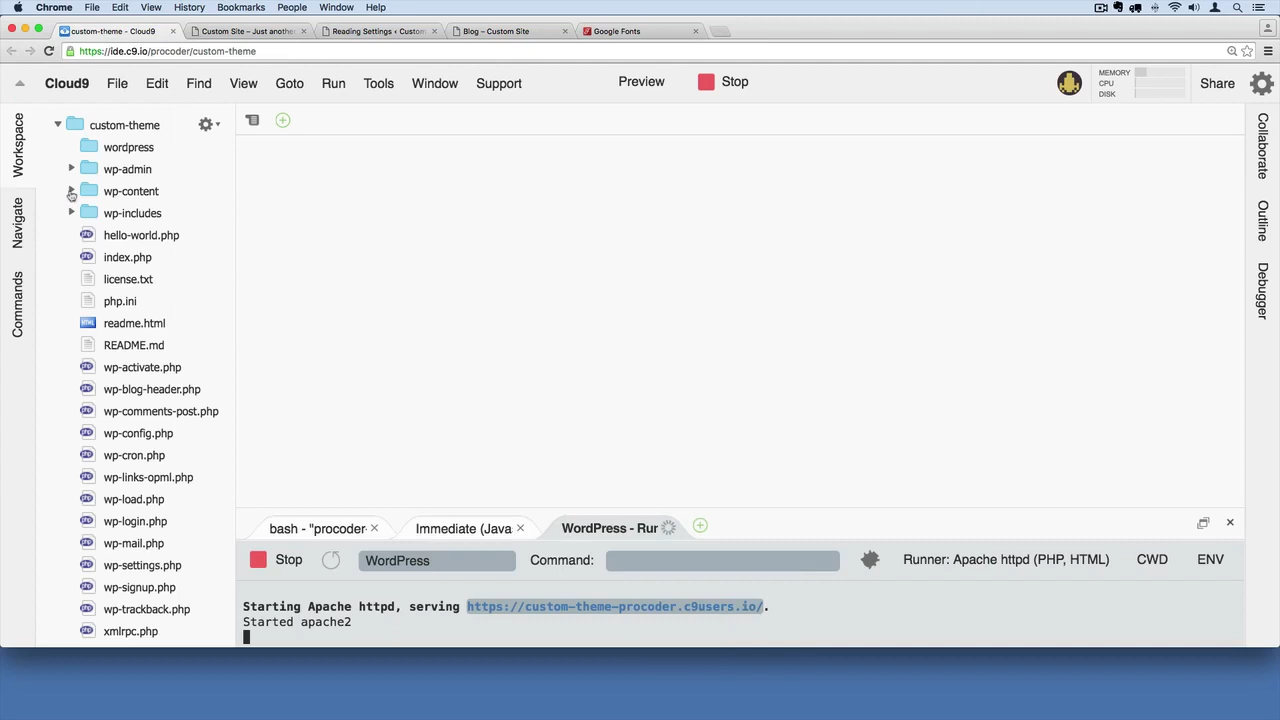 Chrome File Edit View History Bookmarks People Window Help
custom-theme - Cloud9 Custom Site – Just anothe Reading Settings ‹ Custom Blog – Custom Site Google Fonts
https://ide.c9.io/procoder/custom-theme
Cloud9 File Edit Find View Goto Run Tools Window Support Preview Stop MEMORY CPU DISK Share
Workspace
Navigate
Commands
custom-theme
wordpress
wp-admin
wp-content
wp-includes
hello-world.php
index.php
license.txt
php.ini
readme.html
README.md
wp-activate.php
wp-blog-header.php
wp-comments-post.php
wp-config.php
wp-cron.php
wp-links-opml.php
wp-load.php
wp-login.php
wp-mail.php
wp-settings.php
wp-signup.php
wp-trackback.php
xmlrpc.php
Collaborate
Outline
Debugger
bash - "procoder- Immediate (Java WordPress - Run
Stop WordPress Command: Runner: Apache httpd (PHP, HTML) CWD ENV
Starting Apache httpd, serving https://custom-theme-procoder.c9users.io/.
Started apache2